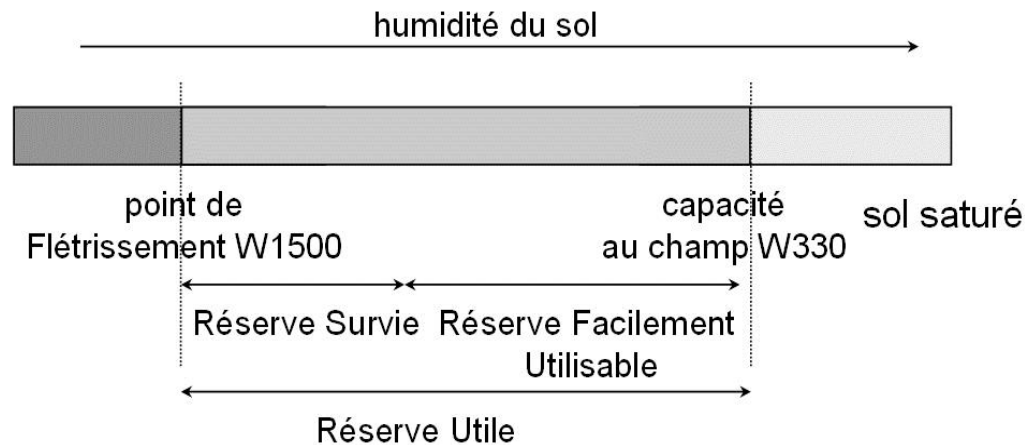 humidité du sol
point de
Flétrissement W1500
capacité
au champ W330
sol saturé
Réserve Survie
Réserve Facilement
Utilisable
Réserve Utile